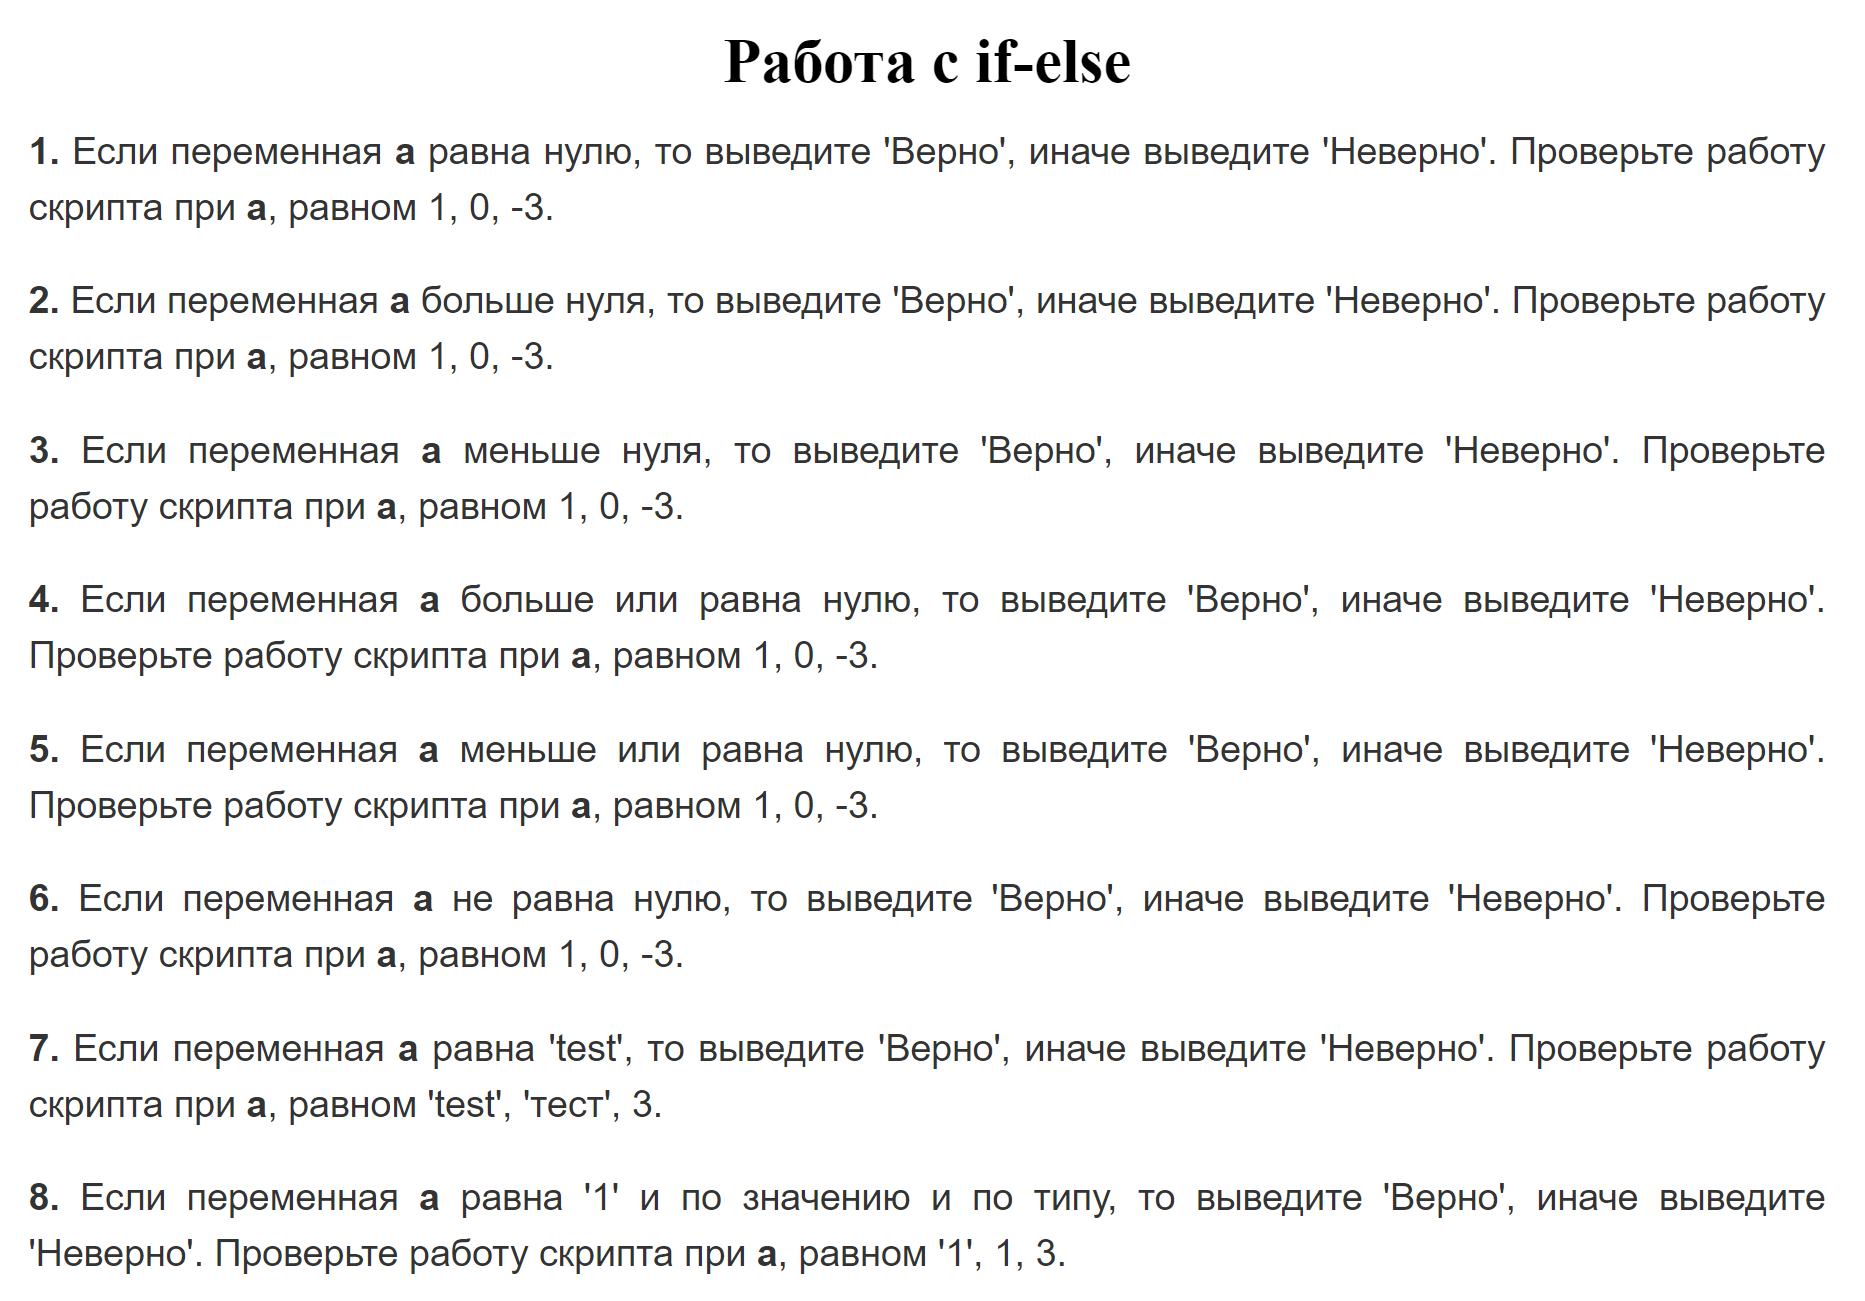 Работа с if-else
1. Если переменная a равна нулю, то выведите 'Верно', иначе выведите 'Неверно'. Проверьте работу
скрипта при a, равном 1, 0, -3.
2. Если переменная a больше нуля, то выведите 'Верно', иначе выведите 'Неверно'. Проверьте работу
скрипта при a, равном 1, 0, -3.
3. Если переменная a меньше нуля, то выведите 'Верно', иначе выведите 'Неверно'. Проверьте
работу скрипта при a, равном 1, 0, -3.
4. Если переменная a больше или равна нулю, то выведите 'Верно', иначе выведите 'Неверно'.
Проверьте работу скрипта при a, равном 1, 0, -3.
5. Если переменная a меньше или равна нулю, то выведите 'Верно', иначе выведите 'Неверно'.
Проверьте работу скрипта при a, равном 1, 0, -3.
6. Если переменная a не равна нулю, то выведите 'Верно', иначе выведите 'Неверно'. Проверьте
работу скрипта при a, равном 1, 0, -3.
7. Если переменная a равна 'test', то выведите 'Верно', иначе выведите 'Неверно'. Проверьте работу
скрипта при a, равном 'test', 'тест', 3.
8. Если переменная a равна '1' и по значению и по типу, то выведите 'Верно', иначе выведите
'Неверно'. Проверьте работу скрипта при a, равном '1', 1, 3.